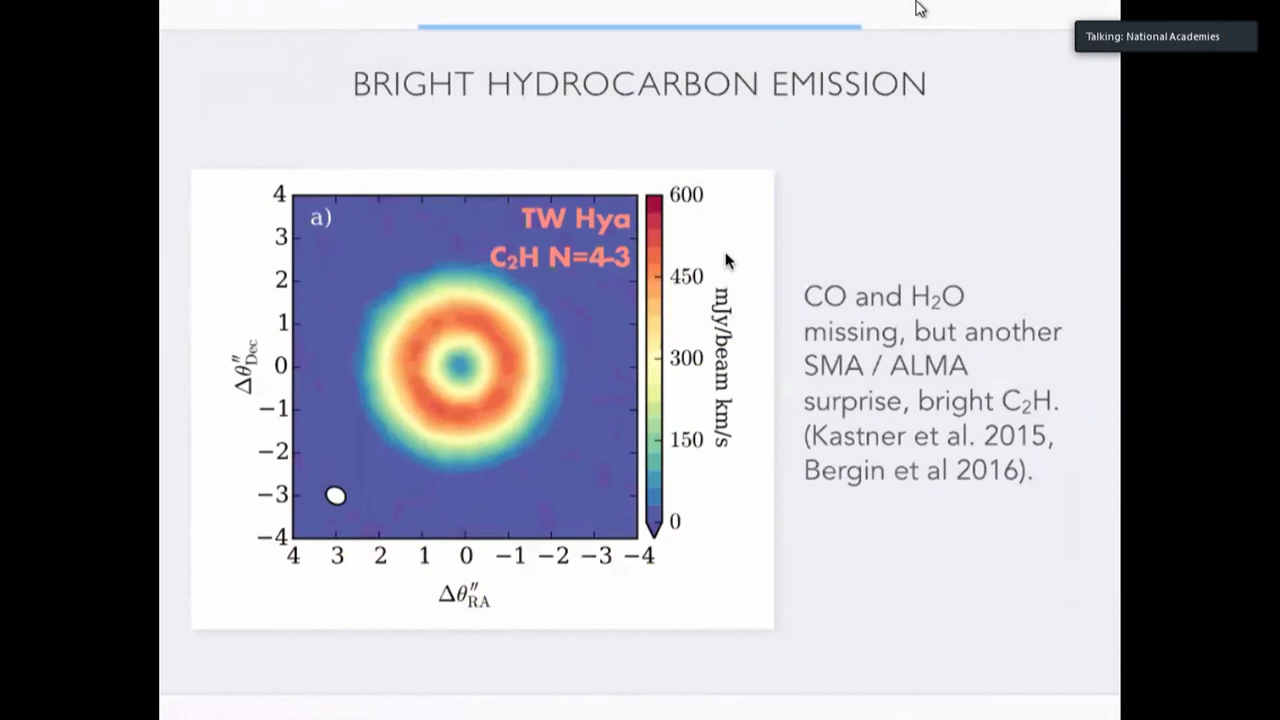 Talking: National Academies
BRIGHT HYDROCARBON EMISSION
a)
TW Hya
C₂H N=4-3
4
3
2
1
0
−1
−2
−3
−4
Δθ″Dec
4 3 2 1 0 −1 −2 −3 −4
Δθ″RA
600
450
300
150
0
mJy/beam km/s
CO and H₂O
missing, but another
SMA / ALMA
surprise, bright C₂H.
(Kastner et al. 2015,
Bergin et al 2016).